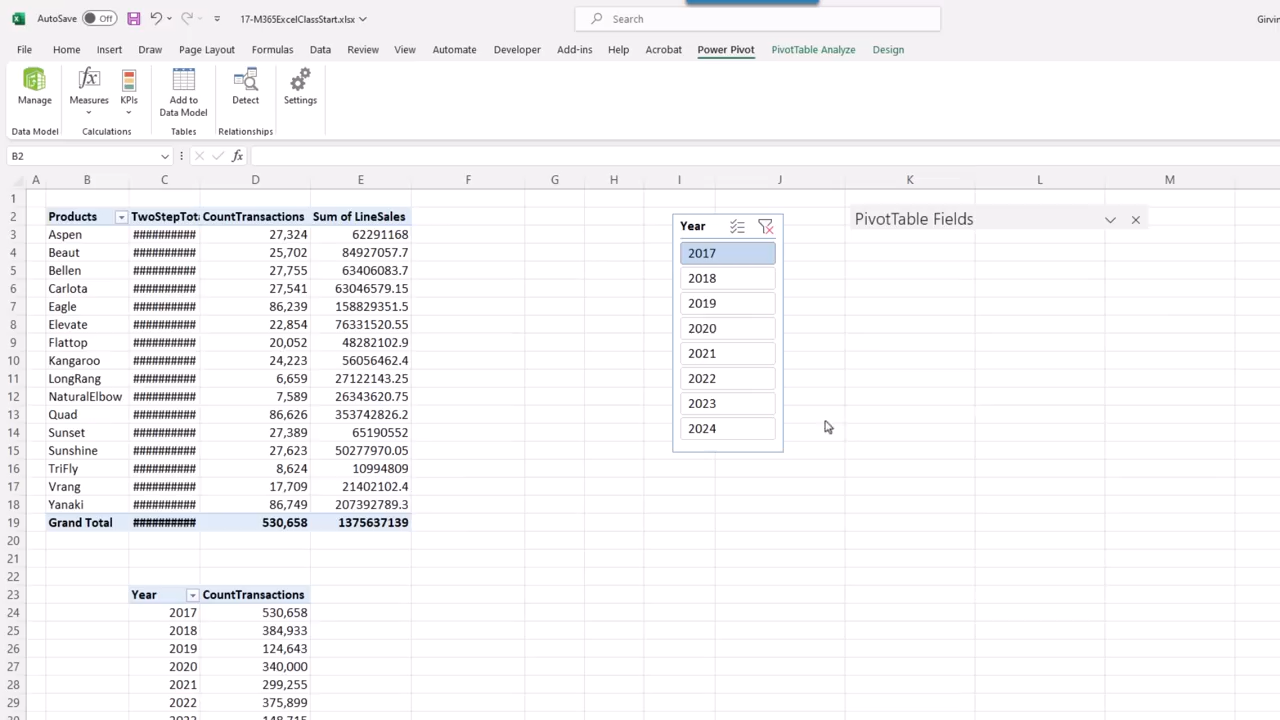 AutoSave Off 17-M365ExcelClassStart.xlsx Search
File Home Insert Draw Page Layout Formulas Data Review View Automate Developer Add-ins Help Acrobat Power Pivot PivotTable Analyze Design
Manage Measures KPIs Add to Data Model Detect Settings
Data Model Calculations Tables Relationships
B2 fx
A B C D E F G H I J K L M
1
2 Products TwoStepTot CountTransactions Sum of LineSales Year PivotTable Fields
3 Aspen ########## 27,324 62291168
4 Beaut ########## 25,702 84927057.7 2017
5 Bellen ########## 27,755 63406083.7 2018
6 Carlota ########## 27,541 63046579.15
7 Eagle ########## 86,239 158829351.5 2019
8 Elevate ########## 22,854 76331520.55 2020
9 Flattop ########## 20,052 48282102.9
10 Kangaroo ########## 24,223 56056462.4 2021
11 LongRang ########## 6,659 27122143.25 2022
12 NaturalElbow ########## 7,589 26343620.75 2023
13 Quad ########## 86,626 353742826.2
14 Sunset ########## 27,389 65190552 2024
15 Sunshine ########## 27,623 50277970.05
16 TriFly ########## 8,624 10994809
17 Vrang ########## 17,709 21402102.4
18 Yanaki ########## 86,749 207392789.3
19 Grand Total ########## 530,658 1375637139
20
21
22
23 Year CountTransactions
24 2017 530,658
25 2018 384,933
26 2019 124,643
27 2020 340,000
28 2021 299,255
29 2022 375,899